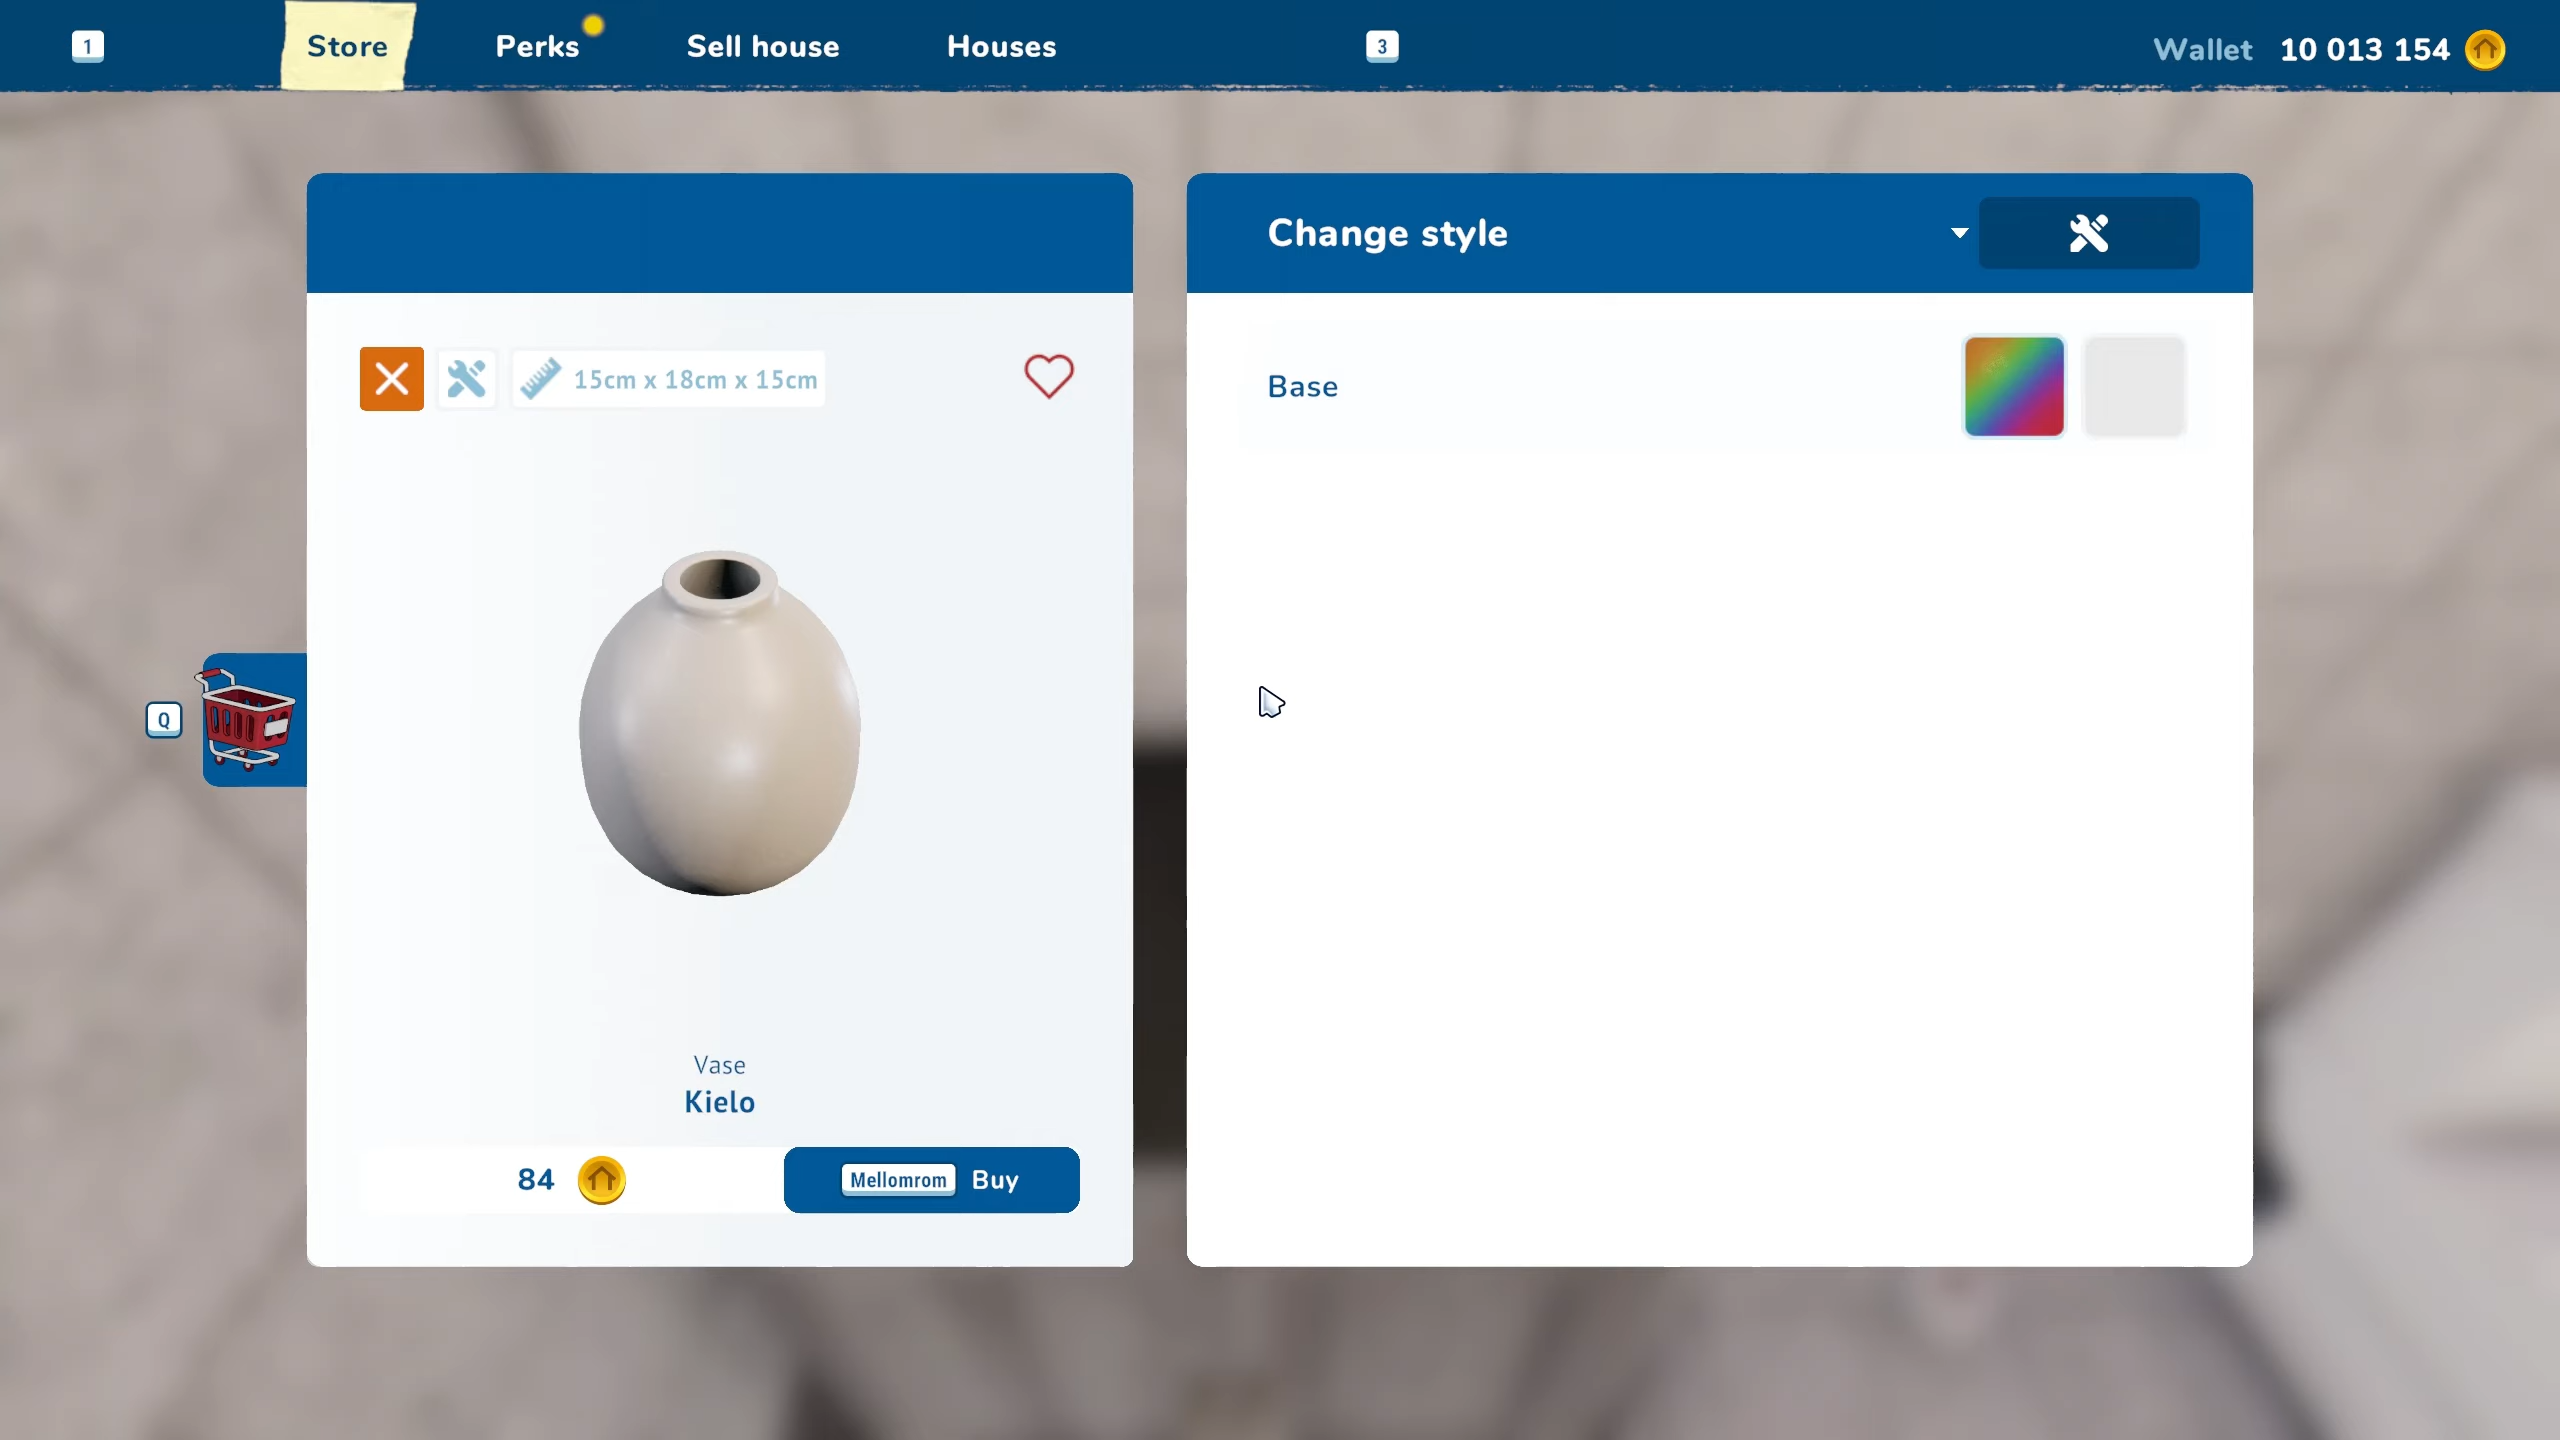 1
Store
Perks
Sell house
Houses
3
Wallet 10 013 154
Change style
15cm x 18cm x 15cm
Base
Q
Vase
Kielo
84
Mellomrom Buy